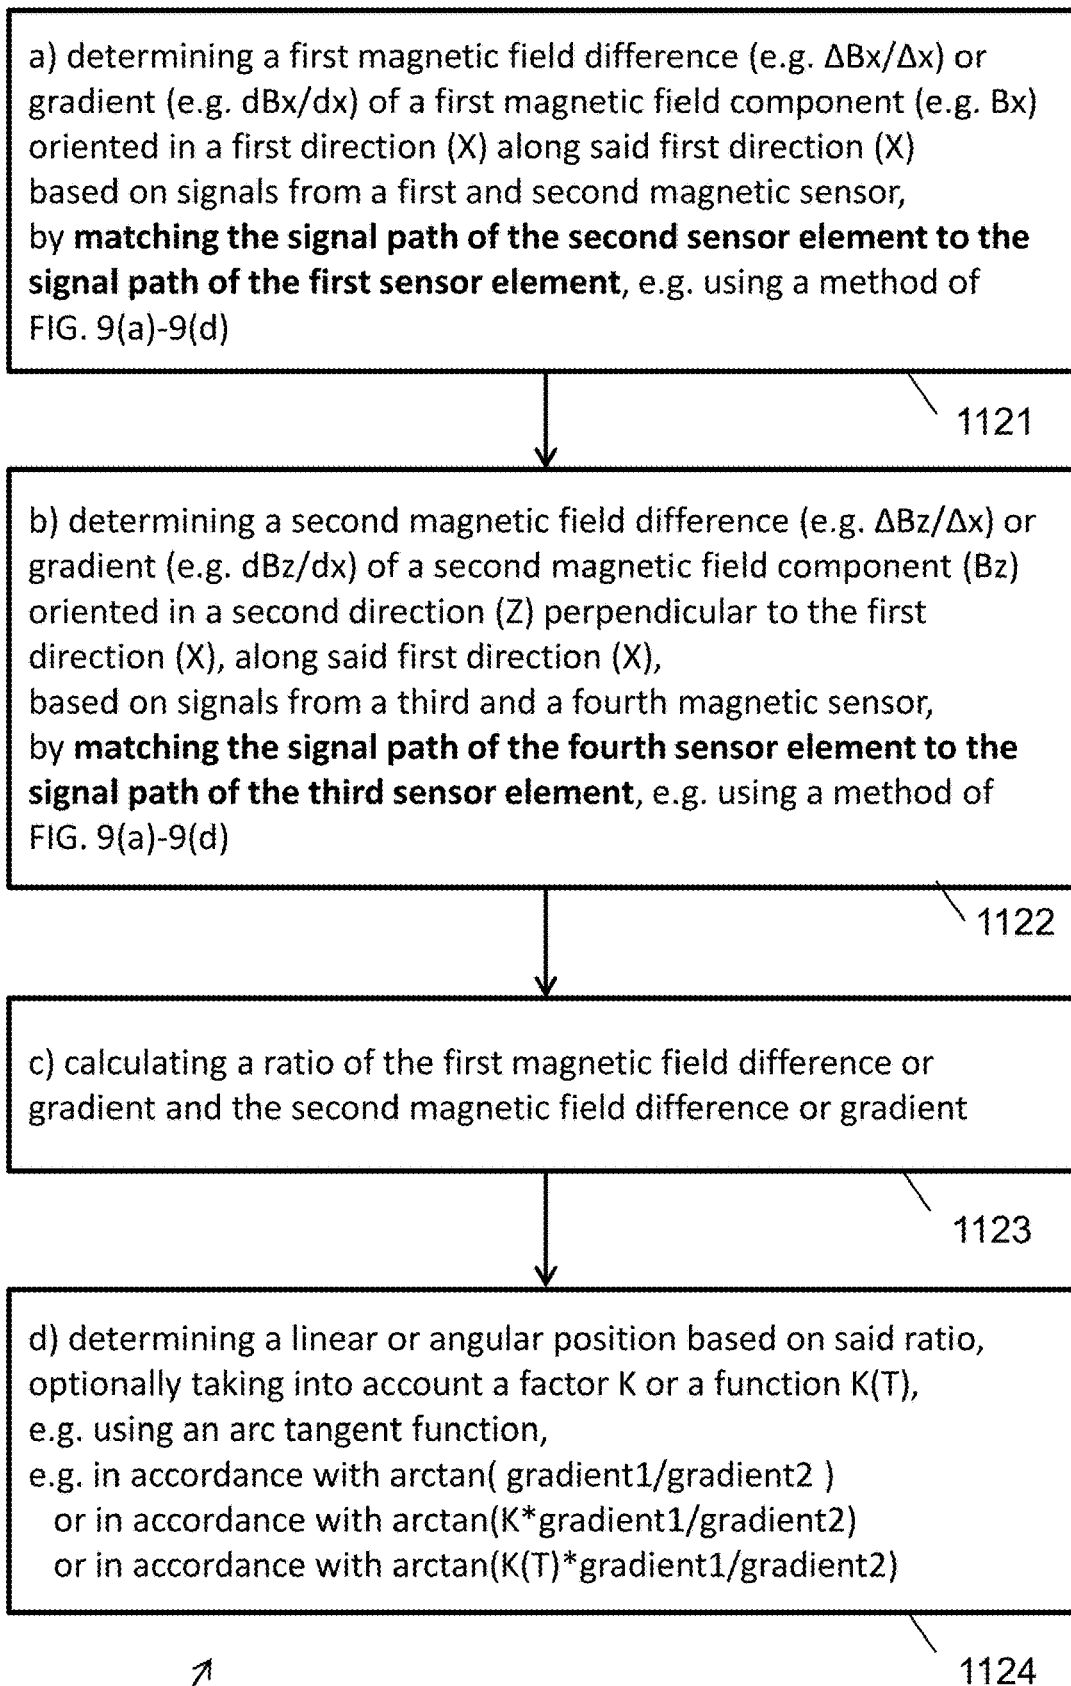 a) determining a first magnetic field difference (e.g. ΔBx/Δx) or
gradient (e.g. dBx/dx) of a first magnetic field component (e.g. Bx)
oriented in a first direction (X) along said first direction (X)
based on signals from a first and second magnetic sensor,
by matching the signal path of the second sensor element to the
signal path of the first sensor element, e.g. using a method of
FIG. 9(a)-9(d)
1121
b) determining a second magnetic field difference (e.g. ΔBz/Δx) or
gradient (e.g. dBz/dx) of a second magnetic field component (Bz)
oriented in a second direction (Z) perpendicular to the first
direction (X), along said first direction (X),
based on signals from a third and a fourth magnetic sensor,
by matching the signal path of the fourth sensor element to the
signal path of the third sensor element, e.g. using a method of
FIG. 9(a)-9(d)
1122
c) calculating a ratio of the first magnetic field difference or
gradient and the second magnetic field difference or gradient
1123
d) determining a linear or angular position based on said ratio,
optionally taking into account a factor K or a function K(T),
e.g. using an arc tangent function,
e.g. in accordance with arctan( gradient1/gradient2 )
or in accordance with arctan(K*gradient1/gradient2)
or in accordance with arctan(K(T)*gradient1/gradient2)
1124